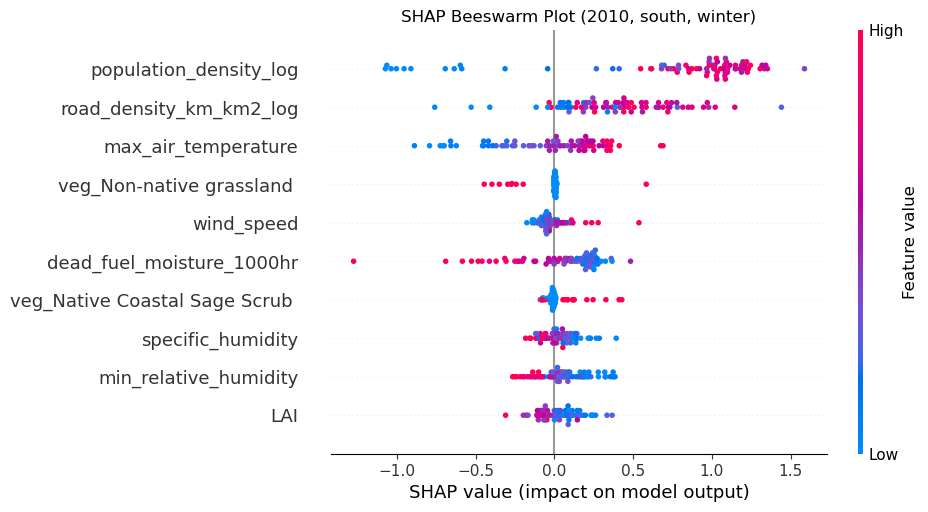 SHAP Beeswarm Plot (2010, south, winter)
High
population_density_log
road_density_km_km2_log
max_air_temperature
veg_Non-native grassland
wind_speed
dead_fuel_moisture_1000hr
veg_Native Coastal Sage Scrub
specific_humidity
min_relative_humidity
LAI
Feature value
Low
−1.0 −0.5 0.0 0.5 1.0 1.5
SHAP value (impact on model output)